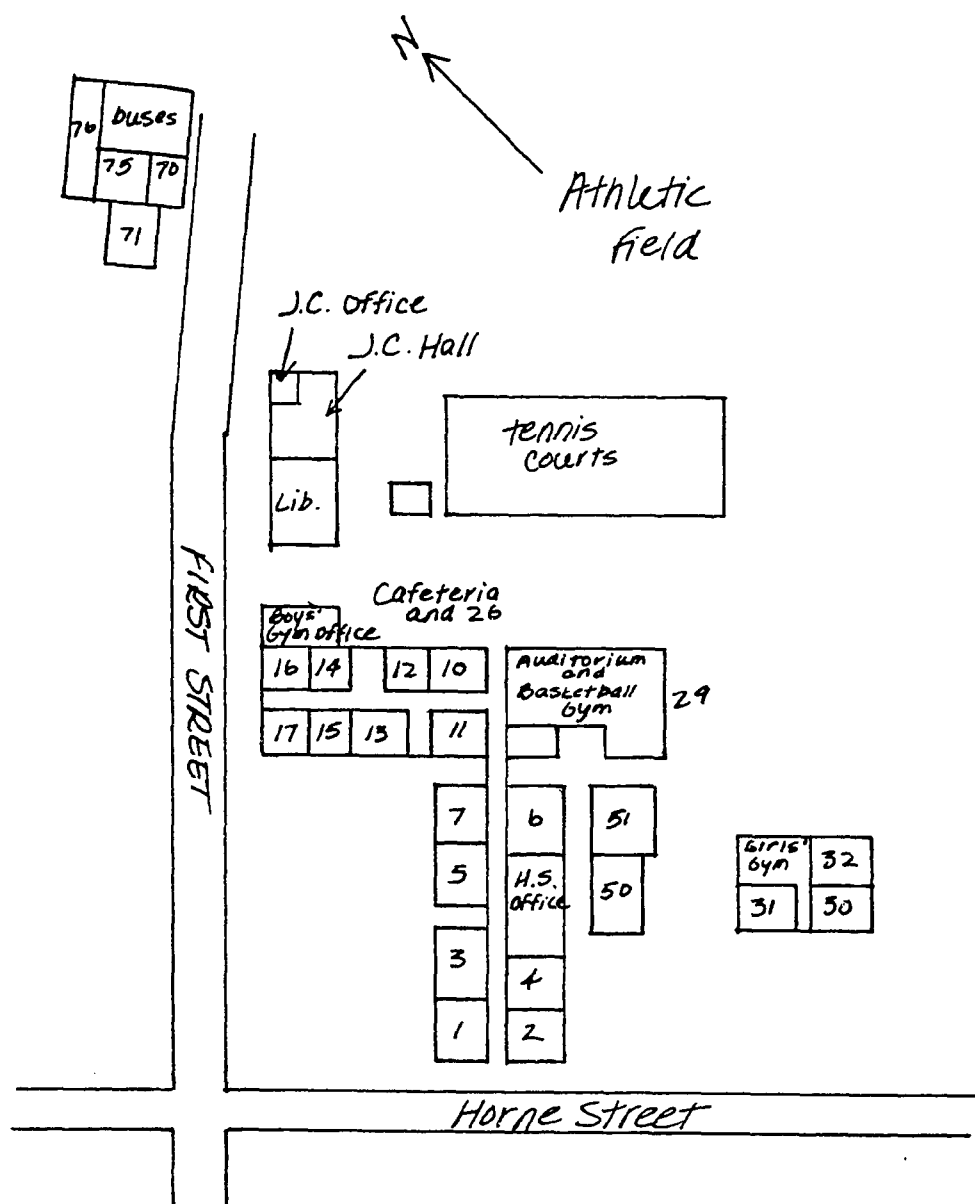 N
buses
76
75
70
71
Athletic
Field
J.C. Office
J.C. Hall
tennis
courts
Lib.
FIRST STREET
Cafeteria
and 26
Boys'
Gym Office
16
14
12
10
Auditorium
and
Basketball
Gym
29
17
15
13
11
7
6
51
5
H.S.
Office
50
Girls'
Gym
32
31
30
3
4
1
2
Horne Street